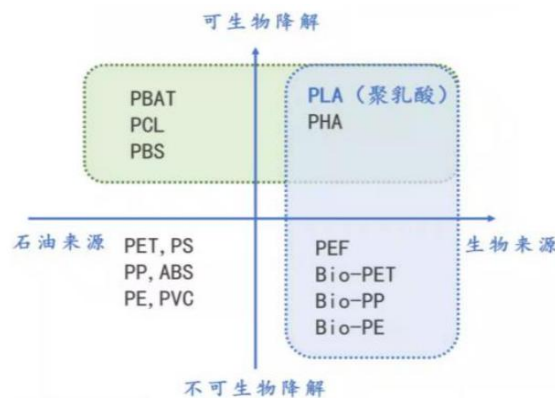 可生物降解
PBAT
PCL
PBS
PLA（聚乳酸）
PHA
石油来源
生物来源
PET,PS
PP,ABS
PE,PVC
PEF
Bio-PET
Bio-PP
Bio-PE
不可生物降解